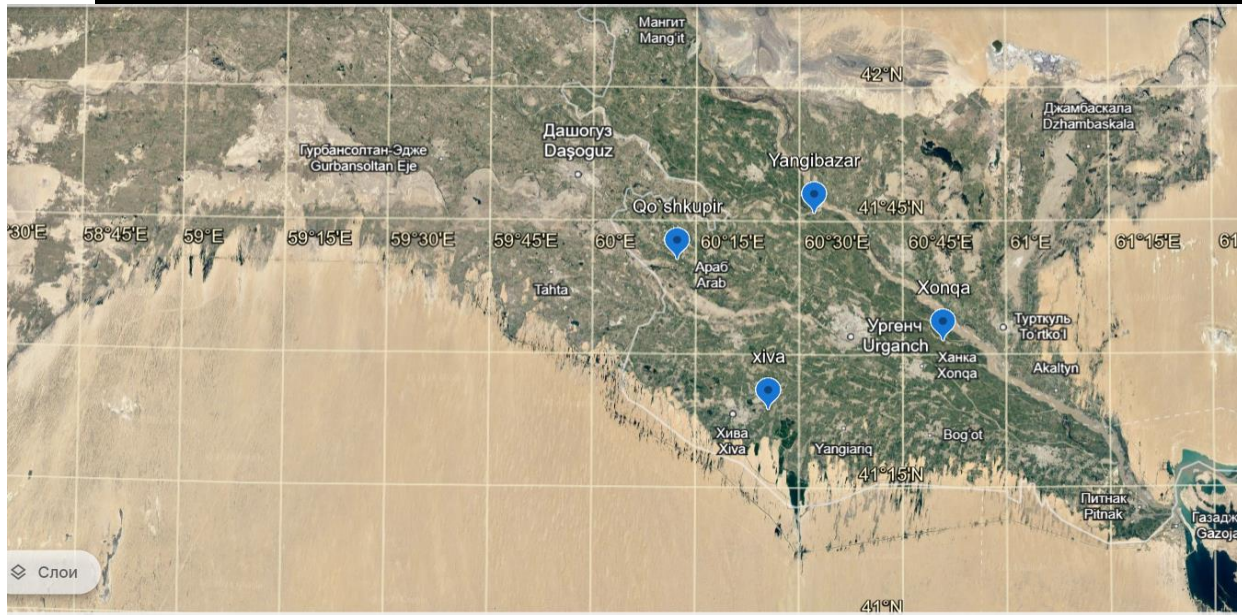 Мангит
Mang'it
42°N
Джамбаскала
Dzhambaskala
Дашогуз
Daşoguz
Гурбансолтан-Эдже
Gurbansoltan Eje
Yangibazar
Qo`shkupir
41°45'N
°30'E
58°45'E
59°E
59°15'E
59°30'E
59°45'E
60°E
60°15'E
60°30'E
60°45'E
61°E
61°15'E
61
Араб
Arab
Tahta
Xonqa
Ургенч
Urganch
Турткуль
To'rtko'l
Ханка
Xonqa
Akaltyn
xiva
Хива
Xiva
Yangiariq
Bog'ot
41°15'N
Питнак
Pitnak
Газадж
Gazoja
Слои
41°N